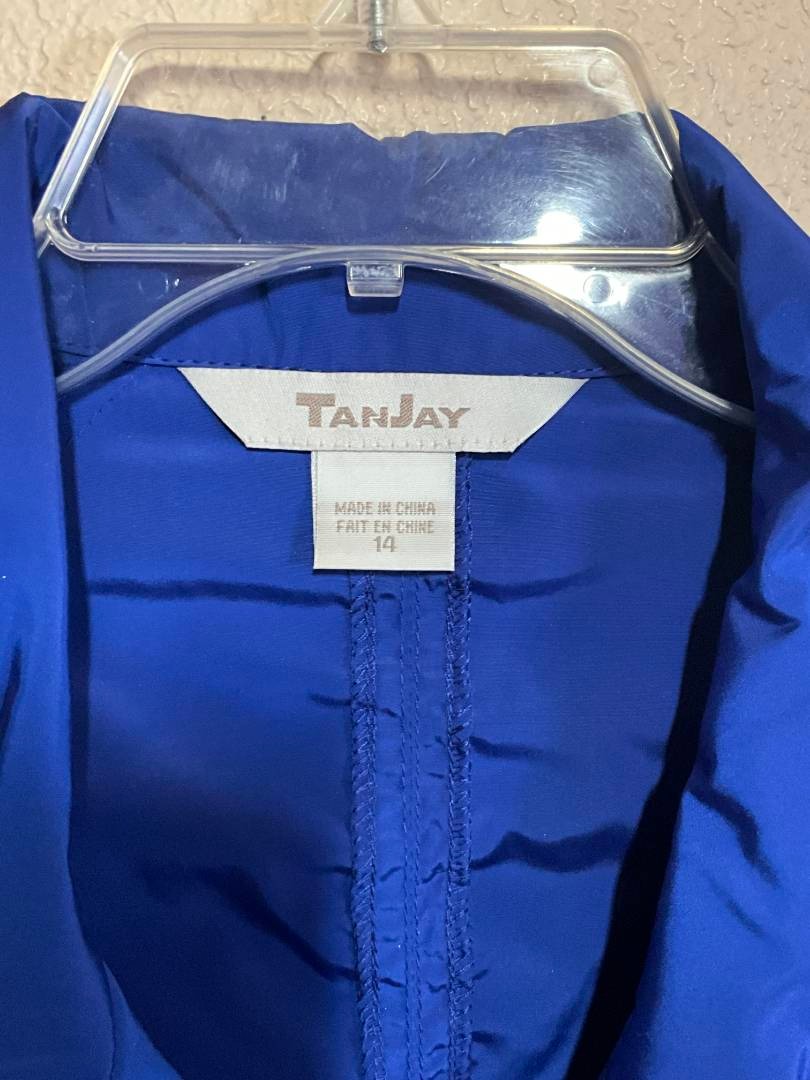 TANJAY
MADE IN CHINA
FAIT EN CHINE
14